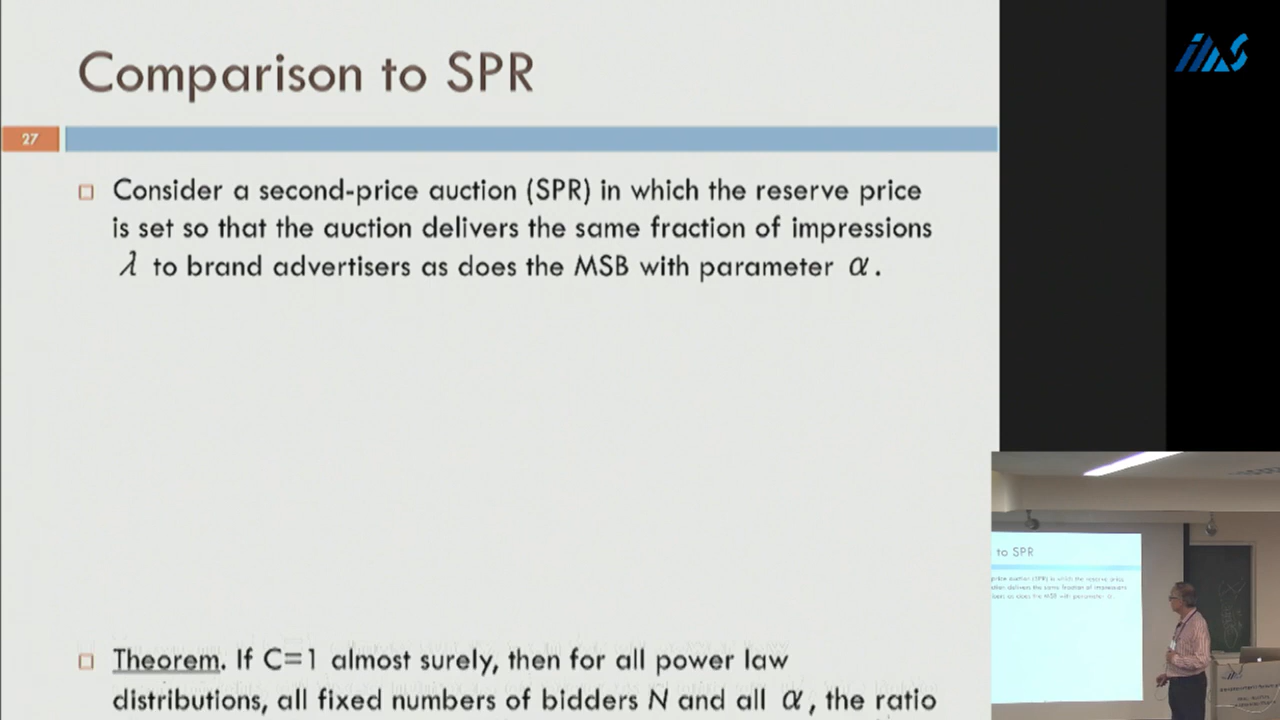 Comparison to SPR
27
Consider a second-price auction (SPR) in which the reserve price
is set so that the auction delivers the same fraction of impressions
λ to brand advertisers as does the MSB with parameter α.
Theorem. If C=1 almost surely, then for all power law
distributions, all fixed numbers of bidders N and all α, the ratio
to SPR